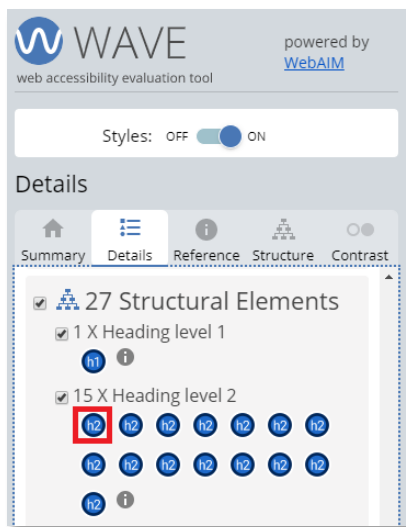 WAVE
powered by
WebAIM
web accessibility evaluation tool
Styles: OFF ON
Details
Summary Details Reference Structure Contrast
27 Structural Elements
1 X Heading level 1
h1 i
15 X Heading level 2
h2 h2 h2 h2 h2 h2 h2
h2 h2 h2 h2 h2 h2 h2
h2 i